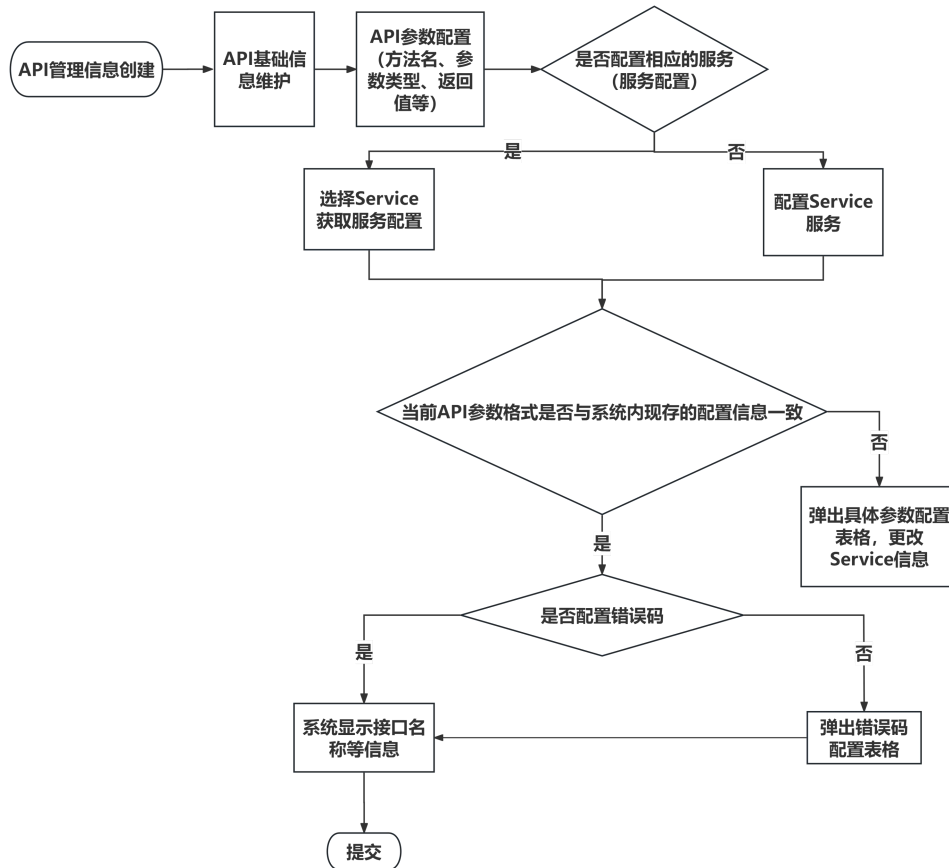 API管理信息创建
API基础信
息维护
API参数配置
（方法名、参
数类型、返回
值等）
是否配置相应的服务
（服务配置）
是
否
选择Service
获取服务配置
配置Service
服务
当前API参数格式是否与系统内现存的配置信息一致
否
弹出具体参数配置
表格，更改
Service信息
是
是否配置错误码
是
否
系统显示接口名
称等信息
弹出错误码
配置表格
提交